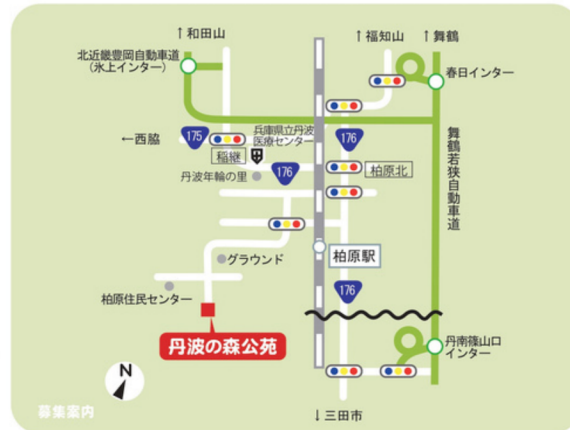 ↑和田山
↑福知山
↑舞鶴
北近畿豊岡自動車道
(氷上インター)
春日インター
←西脇
175
兵庫県立丹波
医療センター
176
稲継
丹波年輪の里
176
柏原北
舞鶴若狭自動車道
グラウンド
柏原駅
柏原住民センター
176
丹波の森公苑
丹南篠山口
インター
N
募集案内
↓三田市